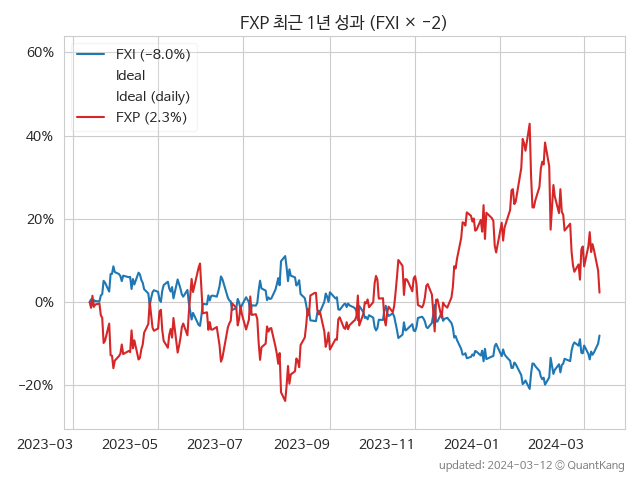 FXP 최근 1년 성과 (FXI × −2)
FXI (−8.0%)
Ideal
Ideal (daily)
FXP (2.3%)
60%
40%
20%
0%
−20%
2023−03
2023−05
2023−07
2023−09
2023−11
2024−01
2024−03
updated: 2024−03−12 © QuantKang